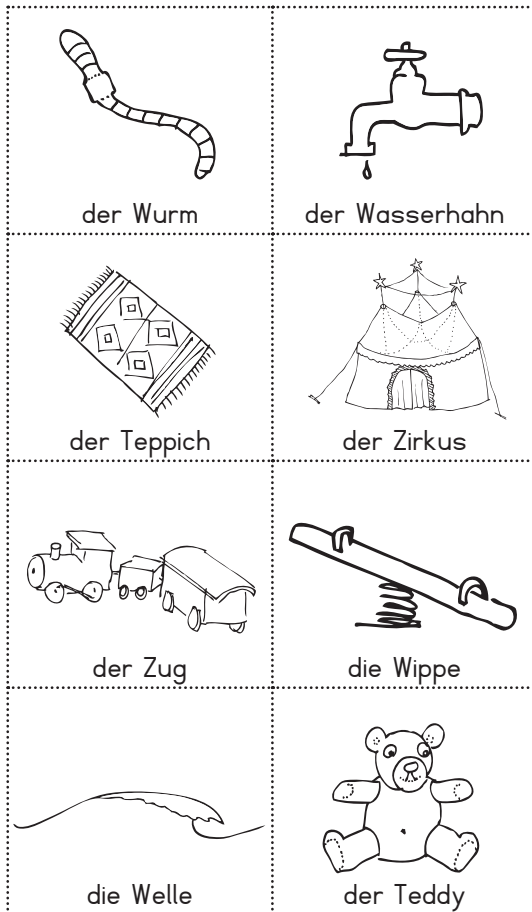 der Wurm
der Wasserhahn
der Teppich
der Zirkus
der Zug
die Wippe
die Welle
der Teddy